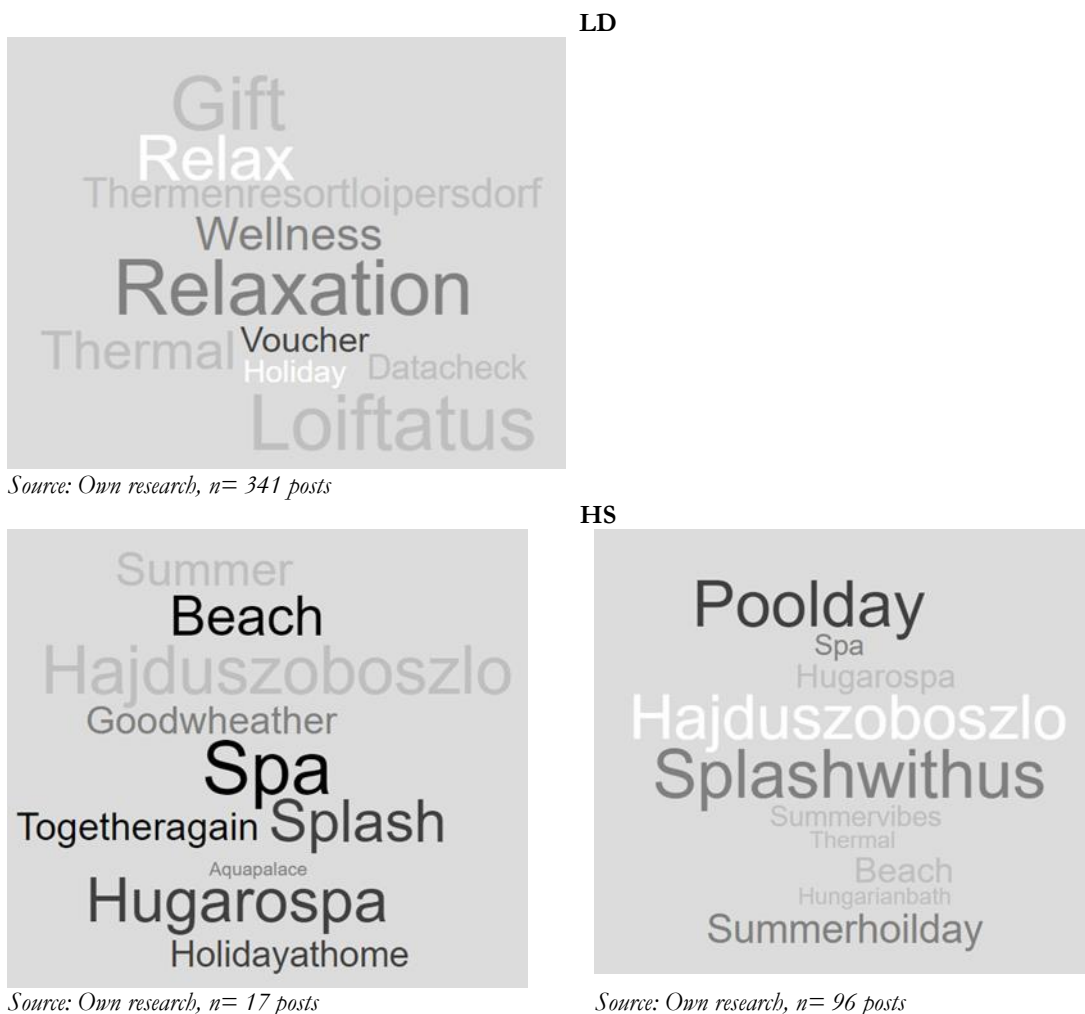 LD
Gift
Relax
Thermenresortloipersdorf
Wellness
Relaxation
Thermal Voucher
Holiday Datacheck
Loiftatus
Source: Own research, n= 341 posts
HS
Summer
Beach
Hajduszoboszlo
Goodwheather
Spa
Togetheragain Splash
Aquapalace
Hugarospa
Holidayathome
Source: Own research, n= 17 posts
Poolday
Spa
Hugarospa
Hajduszoboszlo
Splashwithus
Summervibes
Thermal
Beach
Hungarianbath
Summerhoilday
Source: Own research, n= 96 posts